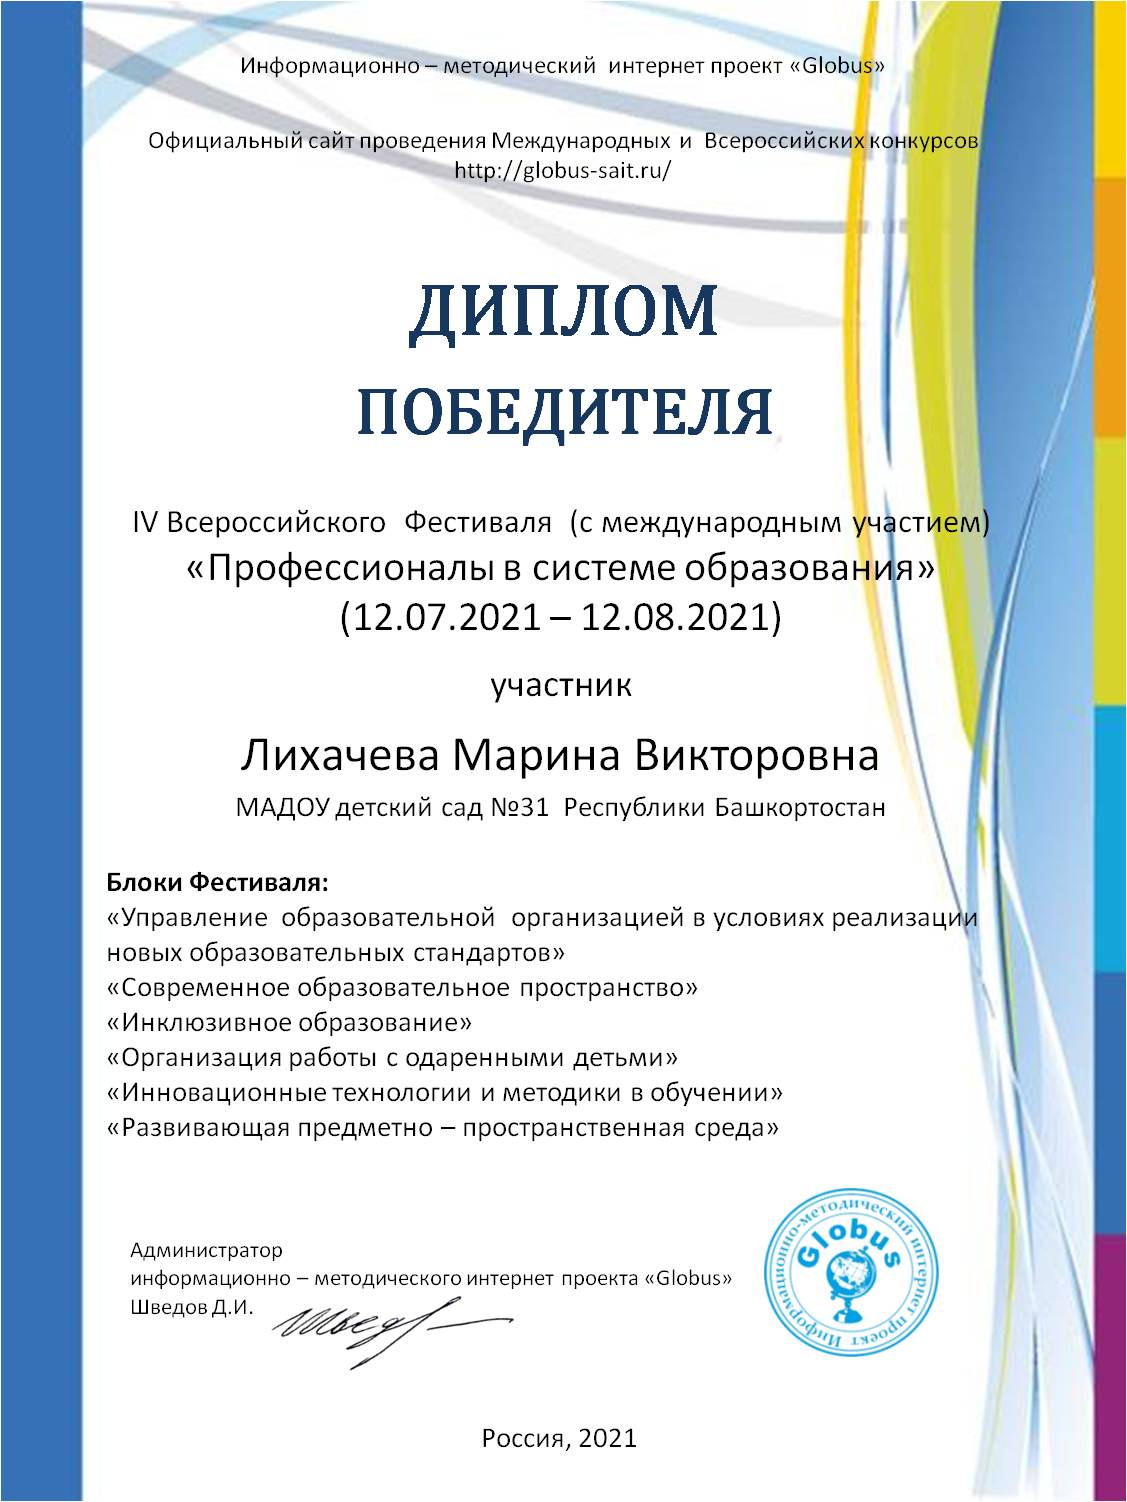 Информационно – методический интернет проект «Globus»
Официальный сайт проведения Международных и Всероссийских конкурсов
http://globus-sait.ru/
ДИПЛОМ
ПОБЕДИТЕЛЯ
IV Всероссийского Фестиваля (с международным участием)
«Профессионалы в системе образования»
(12.07.2021 – 12.08.2021)
участник
Лихачева Марина Викторовна
МАДОУ детский сад №31 Республики Башкортостан
Блоки Фестиваля:
«Управление образовательной организацией в условиях реализации
новых образовательных стандартов»
«Современное образовательное пространство»
«Инклюзивное образование»
«Организация работы с одаренными детьми»
«Инновационные технологии и методики в обучении»
«Развивающая предметно – пространственная среда»
Администратор
информационно – методического интернет проекта «Globus»
Шведов Д.И.
Шведов
Информационно-методический интернет проект
Globus
Россия, 2021